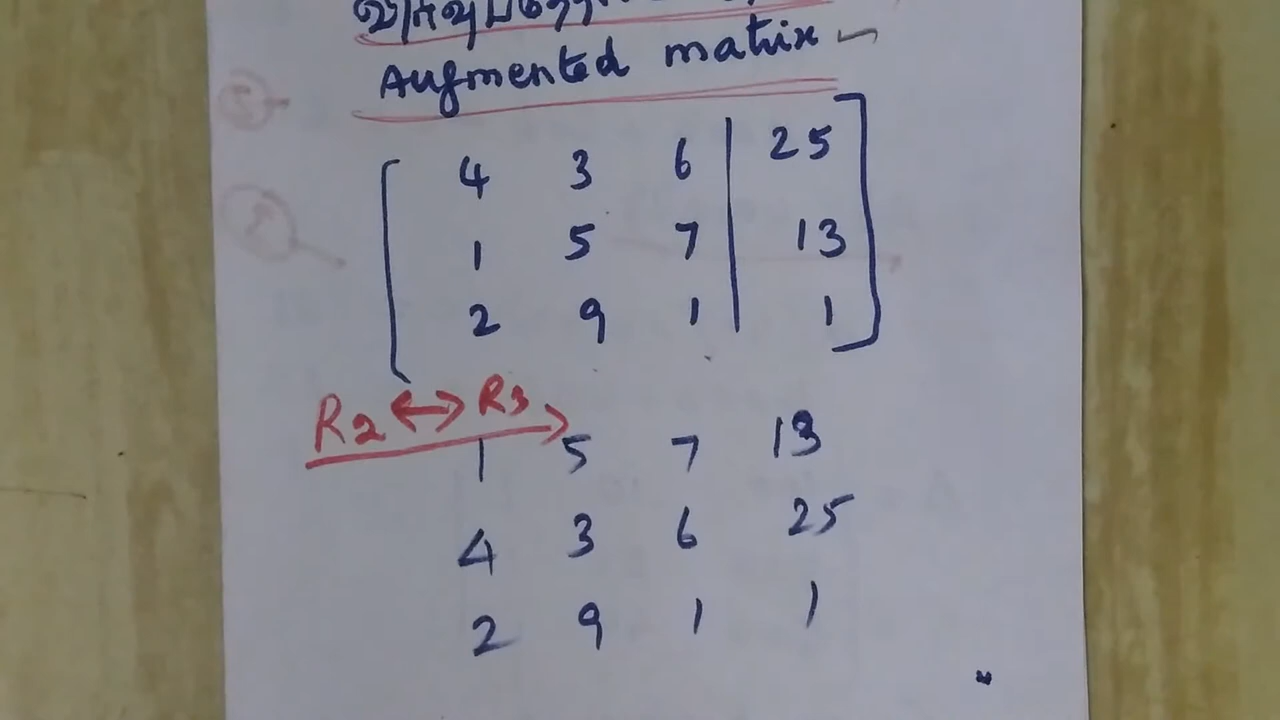 Augmented matrix
4 3 6 | 25
1 5 7 | 13
2 9 1 | 1
R2 ↔ R3
1 5 7 13
4 3 6 25
2 9 1 1